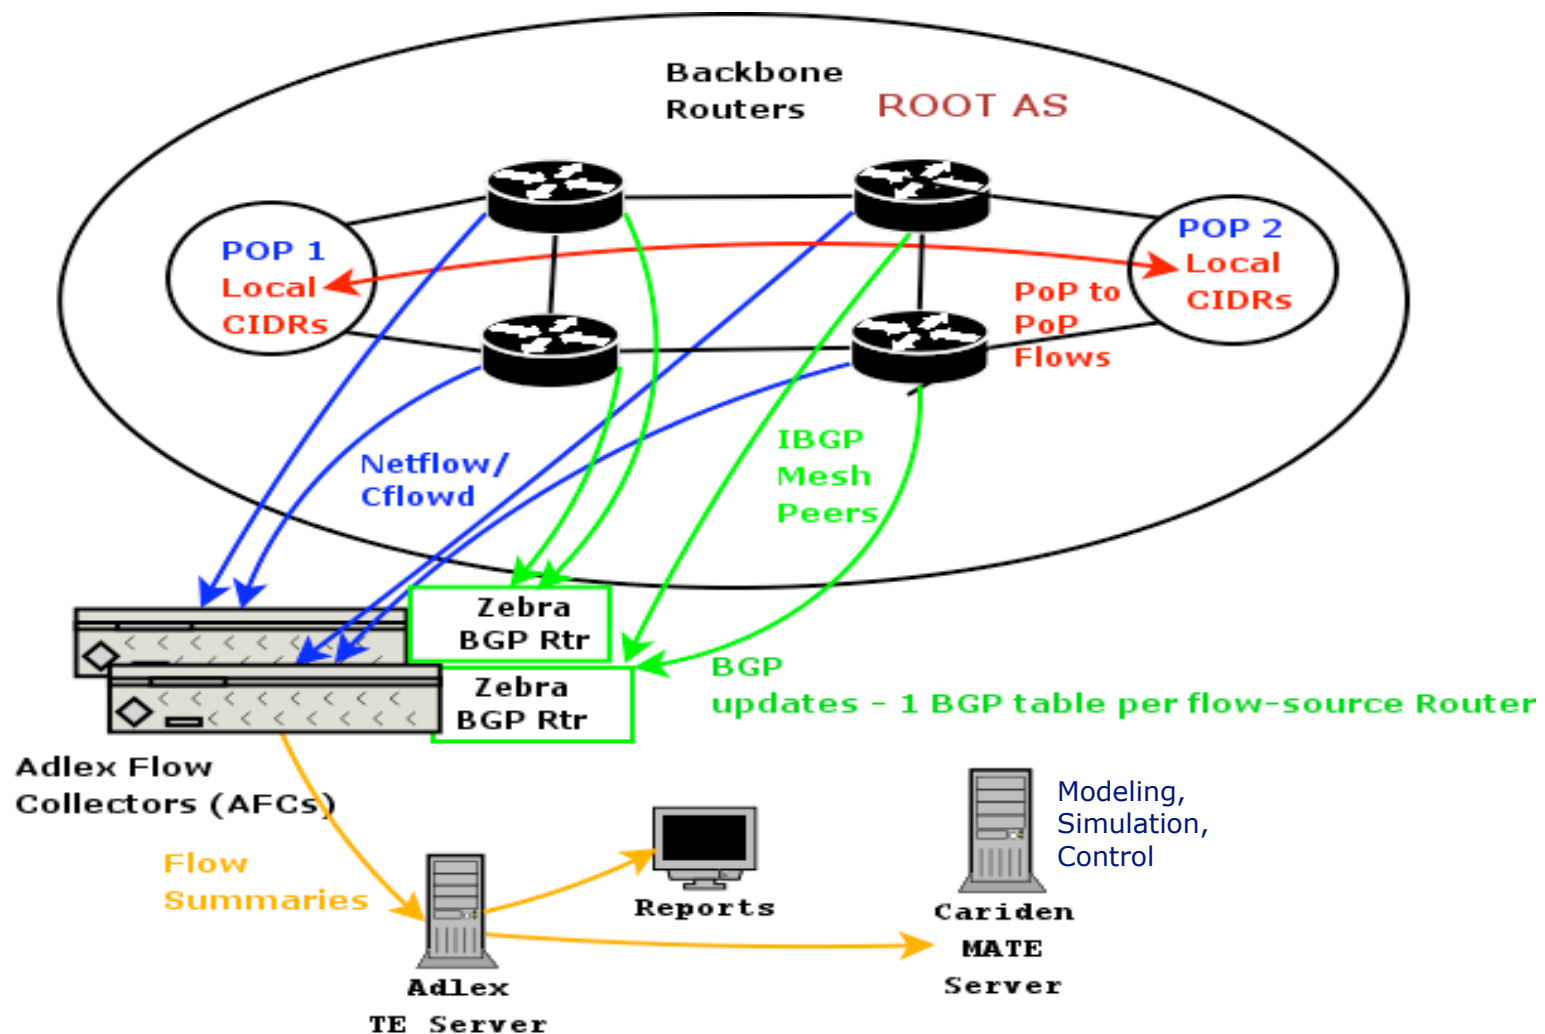 Backbone
Routers
ROOT AS
POP 1
Local
CIDRs
POP 2
Local
CIDRs
PoP to
PoP
Flows
Netflow/
Cflowd
IBGP
Mesh
Peers
Zebra
BGP Rtr
Zebra
BGP Rtr
BGP
updates - 1 BGP table per flow-source Router
Adlex Flow
Collectors (AFCs)
Flow
Summaries
Reports
Modeling,
Simulation,
Control
Cariden
MATE
Server
Adlex
TE Server